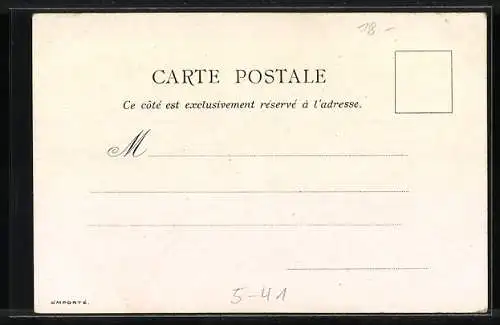 18.-
CARTE POSTALE
Ce côté est exclusivement réservé à l'adresse.
M
5-41